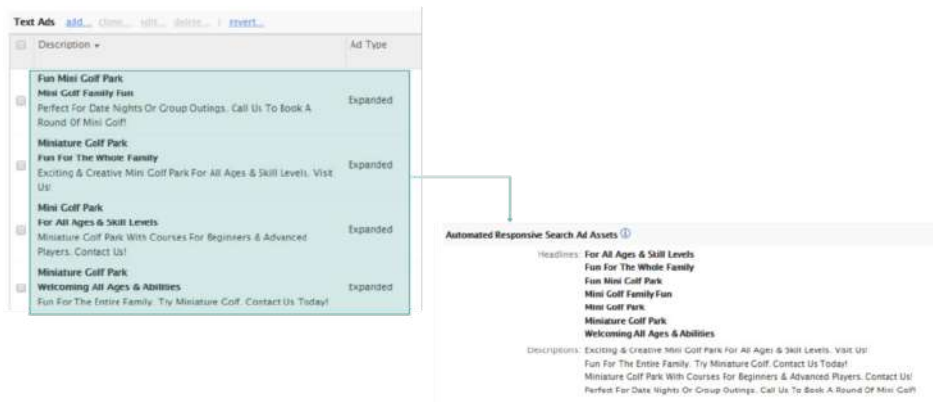 Text Ads add... clone... edit... delete... | revert...
Description Ad Type
Fun Mini Golf Park
Mini Golf Family Fun
Perfect For Date Nights Or Group Outings. Call Us To Book A
Round Of Mini Golf!
Expanded
Miniature Golf Park
Fun For The Whole Family
Exciting & Creative Mini Golf Park For All Ages & Skill Levels. Visit
Us!
Expanded
Mini Golf Park
For All Ages & Skill Levels
Miniature Golf Park With Courses For Beginners & Advanced
Players. Contact Us!
Expanded
Miniature Golf Park
Welcoming All Ages & Abilities
Fun For The Entire Family. Try Miniature Golf. Contact Us Today!
Expanded
Automated Responsive Search Ad Assets
Headlines: For All Ages & Skill Levels
Fun For The Whole Family
Fun Mini Golf Park
Mini Golf Family Fun
Mini Golf Park
Miniature Golf Park
Welcoming All Ages & Abilities
Descriptions: Exciting & Creative Mini Golf Park For All Ages & Skill Levels. Visit Us!
Fun For The Entire Family. Try Miniature Golf. Contact Us Today!
Miniature Golf Park With Courses For Beginners & Advanced Players. Contact Us!
Perfect For Date Nights Or Group Outings. Call Us To Book A Round Of Mini Golf!